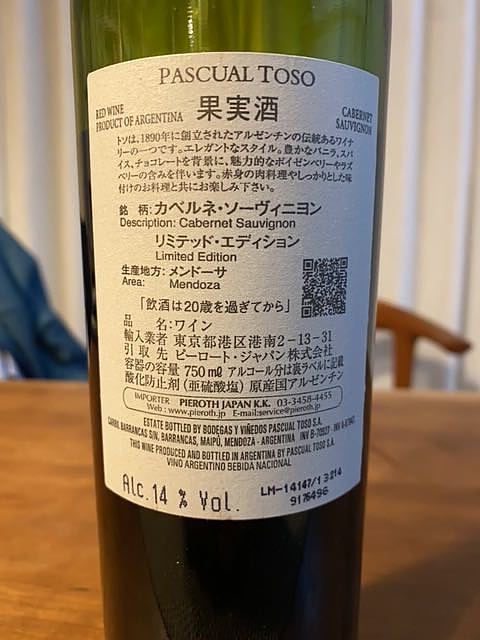 PASCUAL TOSO
RED WINE
PRODUCT OF ARGENTINA
果実酒
CABERNET
SAUVIGNON
トソは、1890年に創立されたアルゼンチンの伝統あるワイナ
リーの一つです。エレガントなスタイル。豊かなバニラ、スパ
イス、チョコレートを背景に、魅力的なボイゼンベリーやラズ
ベリーの含みを伴います。赤身の肉料理やしっかりとした味
付けのお料理と共にお楽しみ下さい。
銘 柄: カベルネ・ソーヴィニヨン
Description: Cabernet Sauvignon
リミテッド・エディション
Limited Edition
生産地方: メンドーサ
Area: Mendoza
「飲酒は20歳を過ぎてから」
品 名:ワイン
輸入業者 東京都港区港南2-13-31
引取先 ピーロート・ジャパン株式会社
容器の容量 750㎖ アルコール分は裏ラベルに記載
酸化防止剤(亜硫酸塩) 原産国アルゼンチン
IMPORTER PIEROTH JAPAN K.K. 03-3458-4455
Web : www.pieroth.jp E-mail:service@pieroth.jp
ESTATE BOTTLED BY BODEGAS Y VIÑEDOS PASCUAL TOSO S.A.
CARRIL BARRANCAS S/N, BARRANCAS, MAIPÚ, MENDOZA - ARGENTINA INV B-70027 - INV
THIS WINE PRODUCED AND BOTTLED IN ARGENTINA BY PASCUAL TOSO S.A.
VINO ARGENTINO BEBIDA NACIONAL
Alc.14 % Vol.
LM-14147/13214
9176496